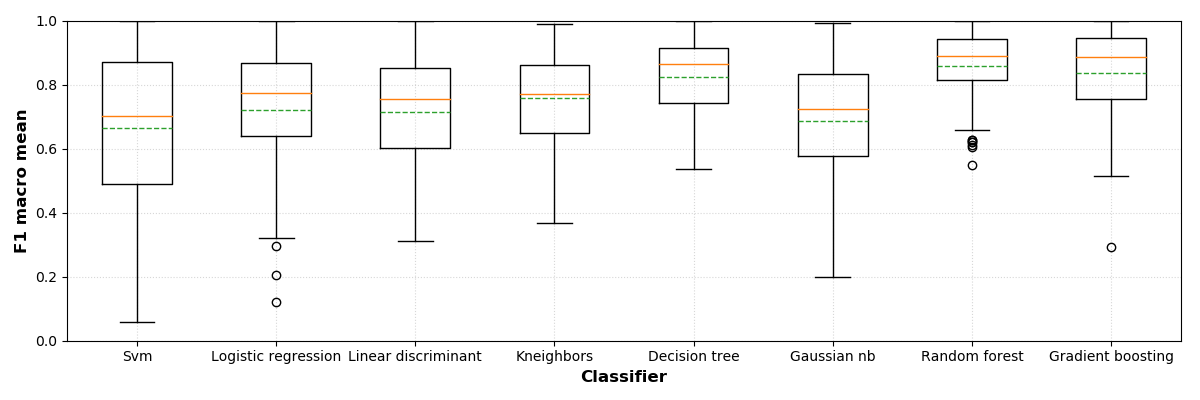 F1 macro mean
1.0
0.8
0.6
0.4
0.2
0.0
Svm Logistic regression Linear discriminant Kneighbors Decision tree Gaussian nb Random forest Gradient boosting
Classifier